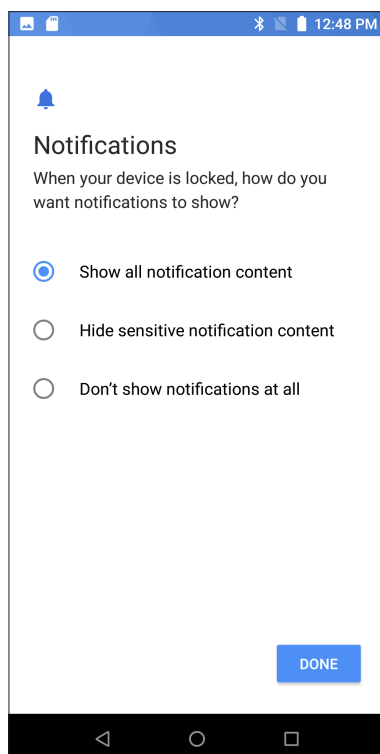 12:48 PM
Notifications
When your device is locked, how do you
want notifications to show?
Show all notification content
Hide sensitive notification content
Don’t show notifications at all
DONE